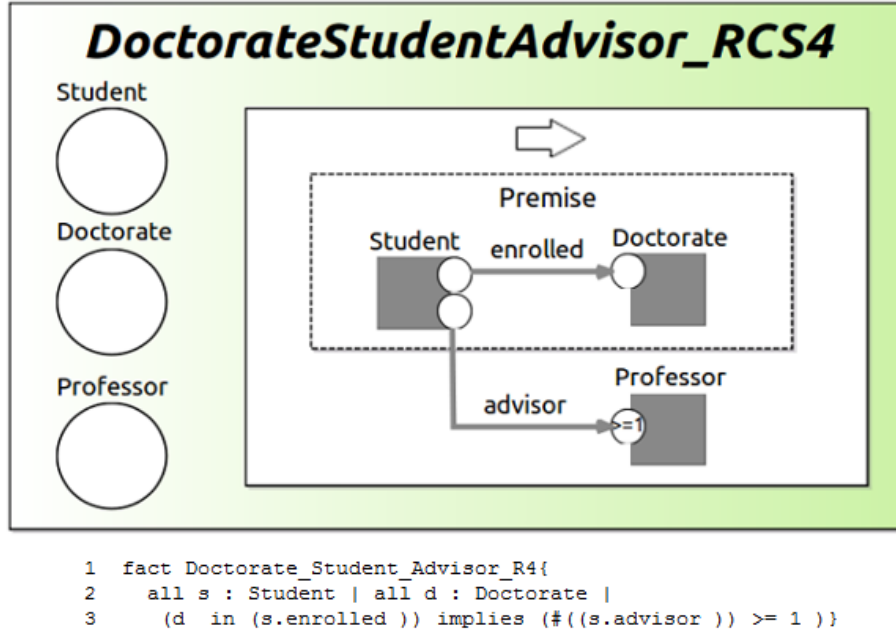 DoctorateStudentAdvisor_RCS4
Student
Doctorate
Professor
Premise
Student
enrolled
Doctorate
Professor
advisor
>=1
1 fact Doctorate_Student_Advisor_R4{
2 all s : Student | all d : Doctorate |
3 (d in (s.enrolled )) implies (#((s.advisor )) >= 1 )}